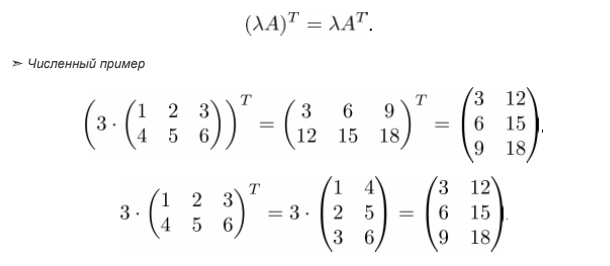 (λA)^T = λA^T.
➣ Численный пример
(3 · (1 2 3
4 5 6))^T = (3 6 9
12 15 18)^T = (3 12
6 15
9 18),
3 · (1 2 3
4 5 6)^T = 3 · (1 4
2 5
3 6) = (3 12
6 15
9 18).